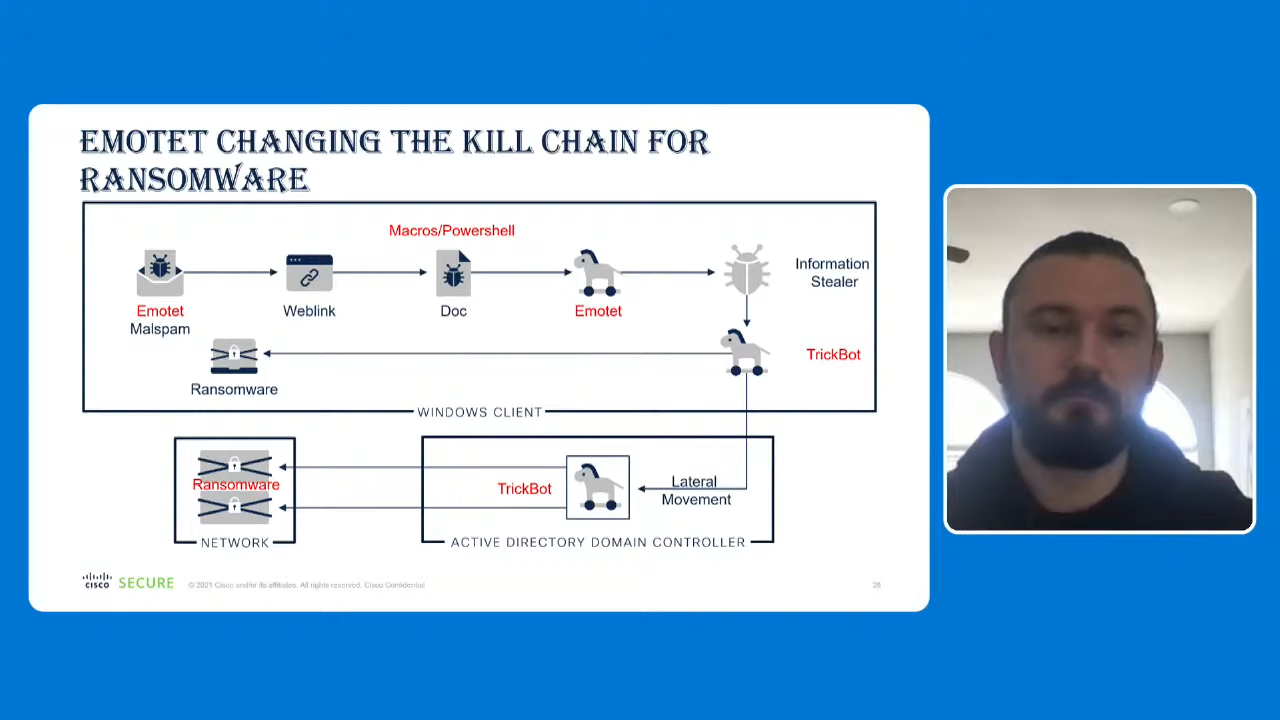 EMOTET CHANGING THE KILL CHAIN FOR
RANSOMWARE
Macros/Powershell
Information
Stealer
Emotet
Malspam
Weblink
Doc
Emotet
TrickBot
Ransomware
WINDOWS CLIENT
Ransomware
NETWORK
TrickBot
Lateral
Movement
ACTIVE DIRECTORY DOMAIN CONTROLLER
CISCO SECURE
© 2021 Cisco and/or its affiliates. All rights reserved. Cisco Confidential
28